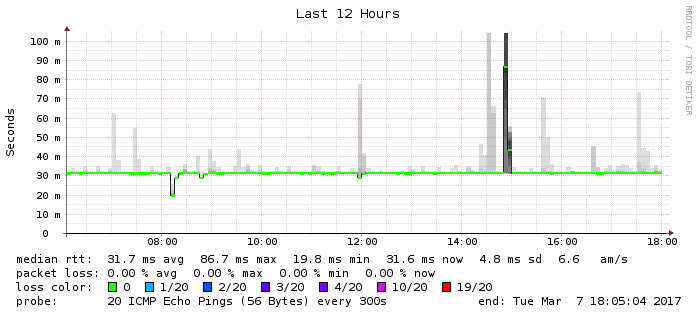 Last 12 Hours
RRDTOOL / TOBI OETIKER
Seconds
100 m
90 m
80 m
70 m
60 m
50 m
40 m
30 m
20 m
10 m
0
08:00 10:00 12:00 14:00 16:00 18:00
median rtt: 31.7 ms avg 86.7 ms max 19.8 ms min 31.6 ms now 4.8 ms sd 6.6 am/s
packet loss: 0.00 % avg 0.00 % max 0.00 % min 0.00 % now
loss color: 0 1/20 2/20 3/20 4/20 10/20 19/20
probe: 20 ICMP Echo Pings (56 Bytes) every 300s end: Tue Mar 7 18:05:04 2017